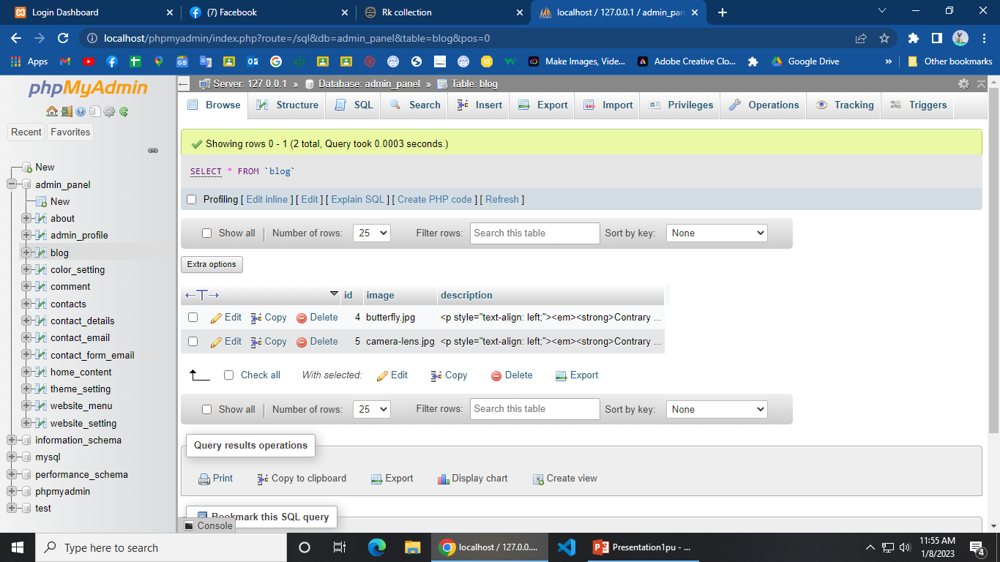 Login Dashboard
(7) Facebook
Rk collection
localhost / 127.0.0.1 / admin_pan
localhost/phpmyadmin/index.php?route=/sql&db=admin_panel&table=blog&pos=0
Apps
Make Images, Vide...
Adobe Creative Clo...
Google Drive
»
Other bookmarks
phpMyAdmin
Recent
Favorites
New
admin_panel
New
about
admin_profile
blog
color_setting
comment
contacts
contact_details
contact_email
contact_form_email
home_content
theme_setting
website_menu
website_setting
information_schema
mysql
performance_schema
phpmyadmin
test
Server: 127.0.0.1 » Database: admin_panel » Table: blog
Browse Structure SQL Search Insert Export Import Privileges Operations Tracking Triggers
Showing rows 0 - 1 (2 total, Query took 0.0003 seconds.)
SELECT * FROM `blog`
Profiling [ Edit inline ] [ Edit ] [ Explain SQL ] [ Create PHP code ] [ Refresh ]
Show all Number of rows: 25 Filter rows: Search this table Sort by key: None
Extra options
id image description
Edit Copy Delete 4 butterfly.jpg <p style="text-align: left;"><em><strong>Contrary ...
Edit Copy Delete 5 camera-lens.jpg <p style="text-align: left;"><em><strong>Contrary ...
Check all With selected: Edit Copy Delete Export
Show all Number of rows: 25 Filter rows: Search this table Sort by key: None
Query results operations
Print Copy to clipboard Export Display chart Create view
Bookmark this SQL query
Console
Type here to search
localhost / 127.0.0....
Presentation1pu - ...
11:55 AM
1/8/2023
4